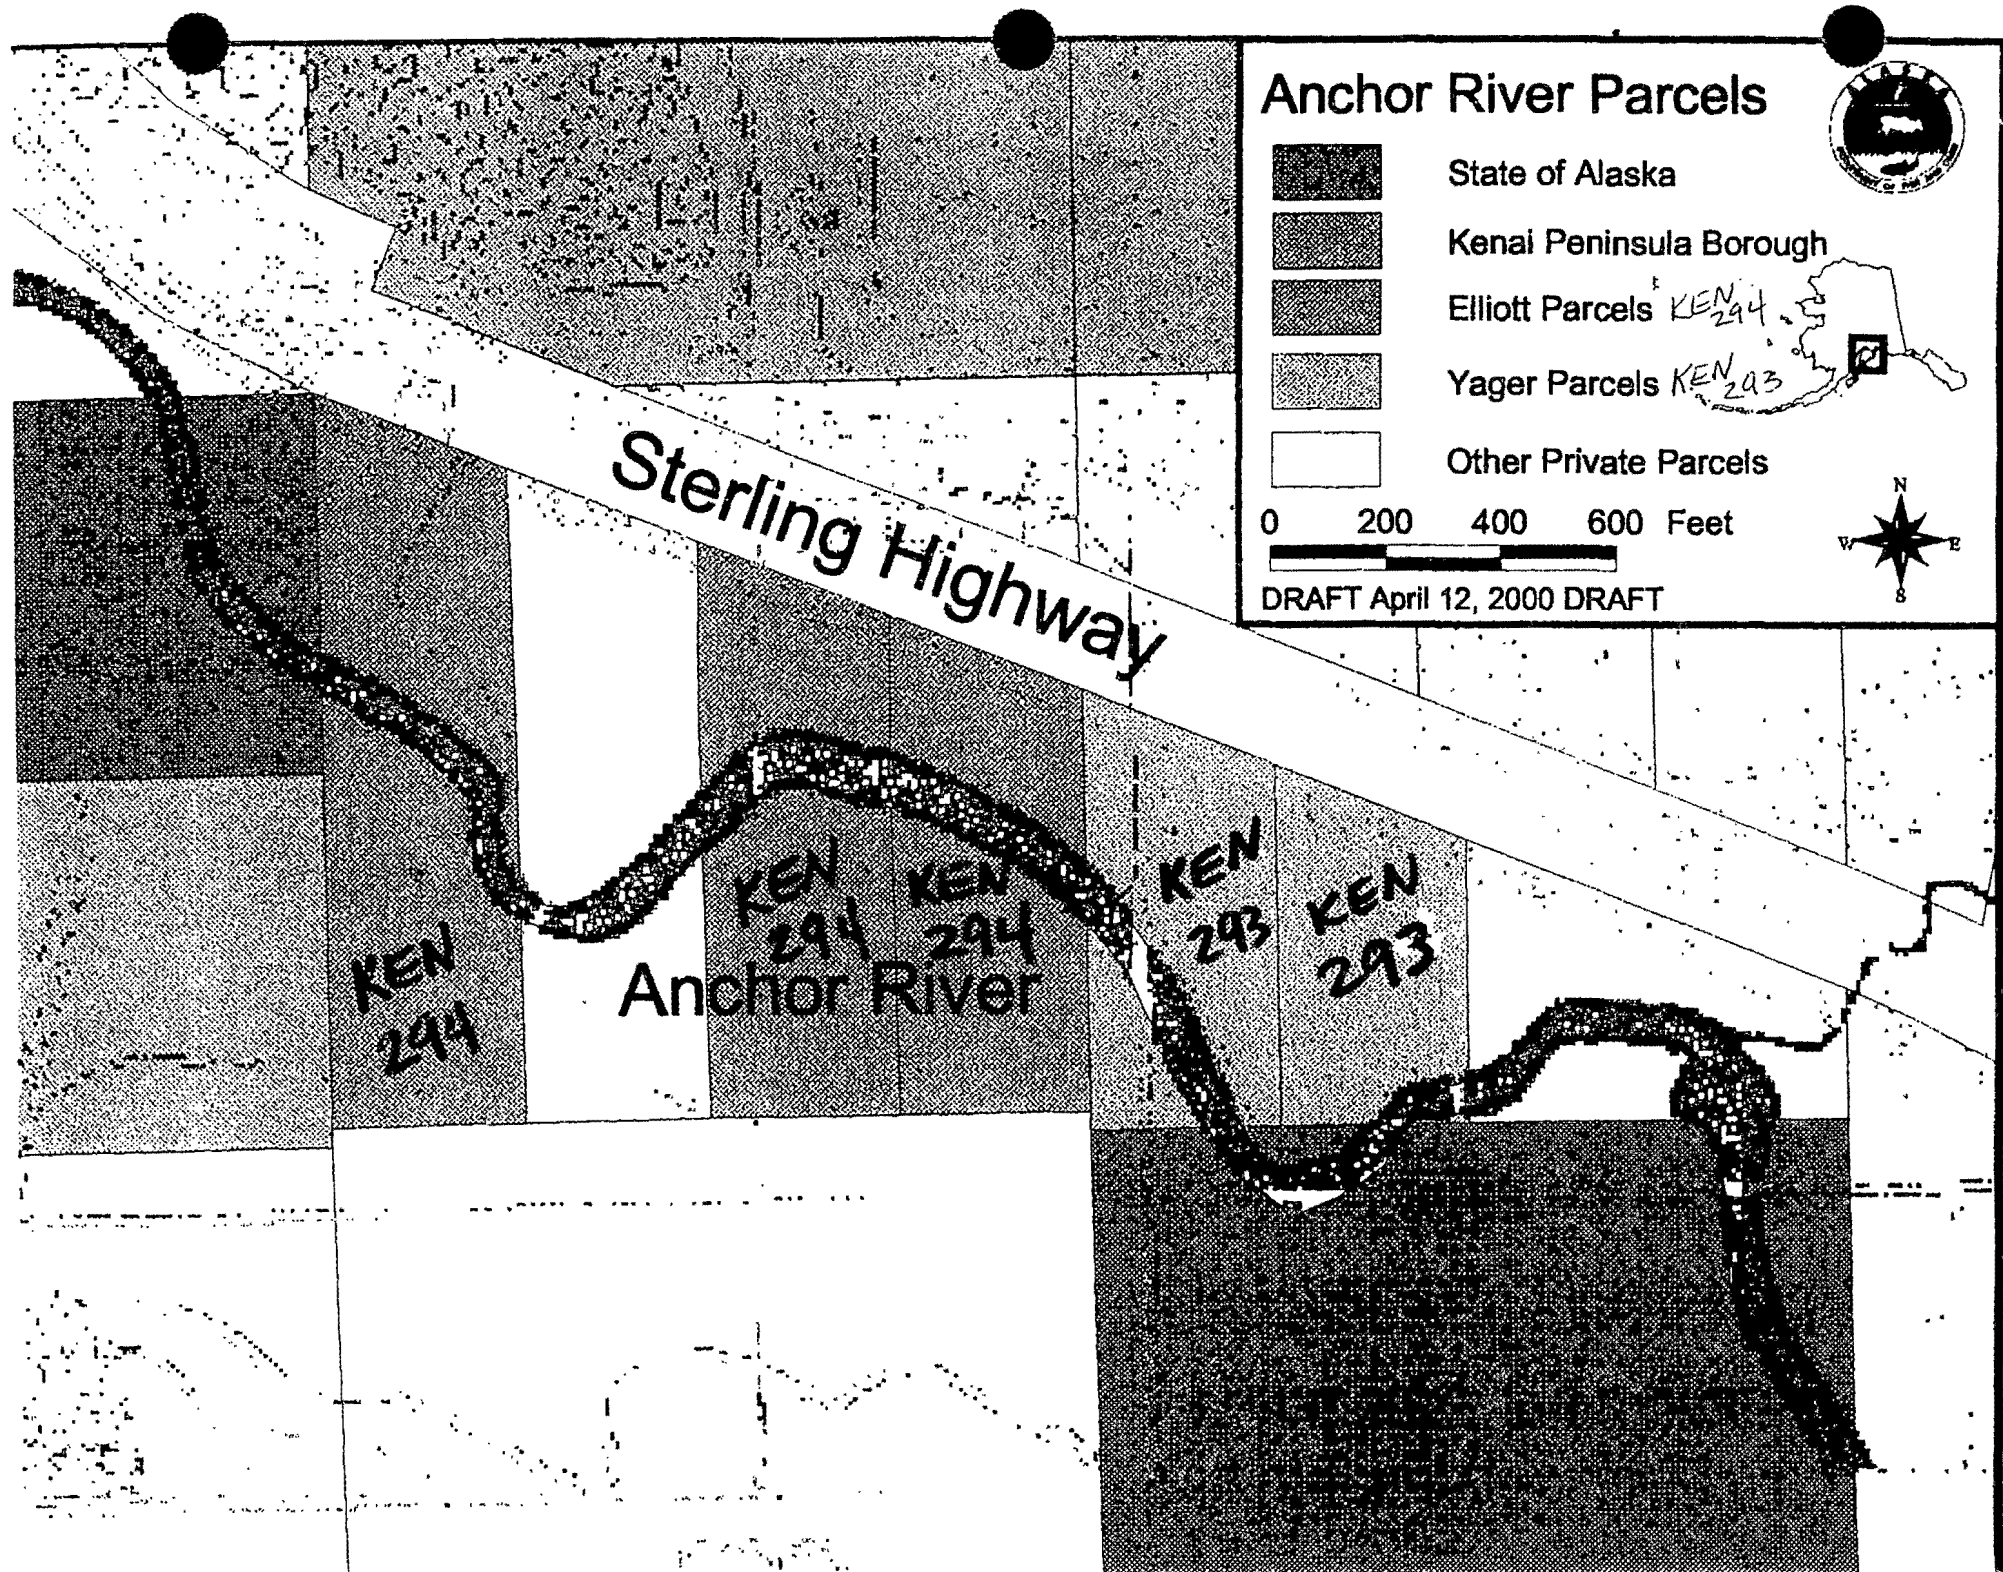 Anchor River Parcels
ALASKA
State of Alaska
Kenai Peninsula Borough
Elliott Parcels KEN 294
Yager Parcels KEN 293
Other Private Parcels
0 200 400 600 Feet
DRAFT April 12, 2000 DRAFT
N
W E
S
Sterling Highway
KEN
293
KEN
293
KEN
294
KEN
294
KEN
294
Anchor River